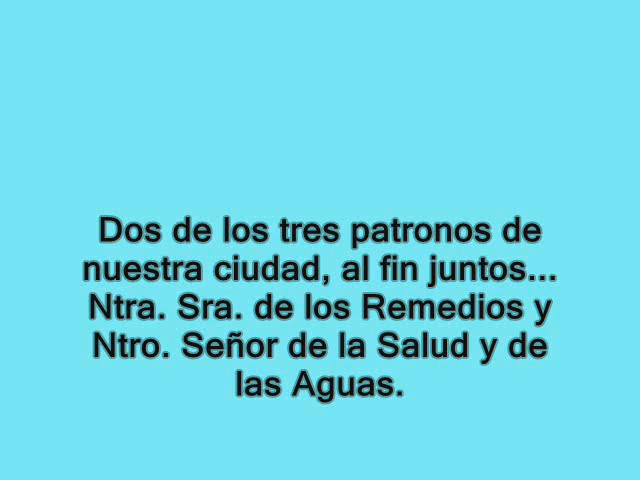 Dos de los tres patronos de
nuestra ciudad, al fin juntos...
Ntra. Sra. de los Remedios y
Ntro. Señor de la Salud y de
las Aguas.